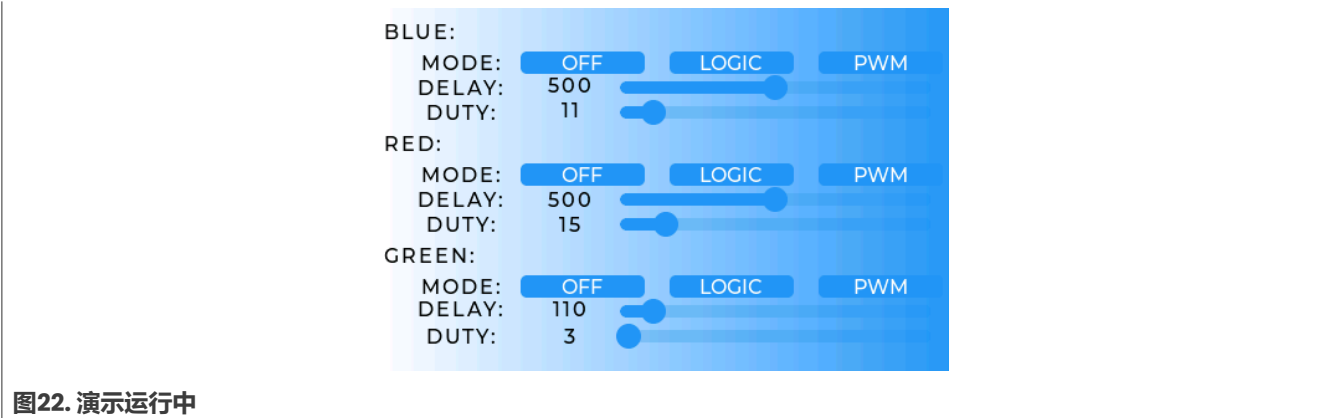 BLUE:
MODE: OFF LOGIC PWM
DELAY: 500
DUTY: 11
RED:
MODE: OFF LOGIC PWM
DELAY: 500
DUTY: 15
GREEN:
MODE: OFF LOGIC PWM
DELAY: 110
DUTY: 3
图22. 演示运行中